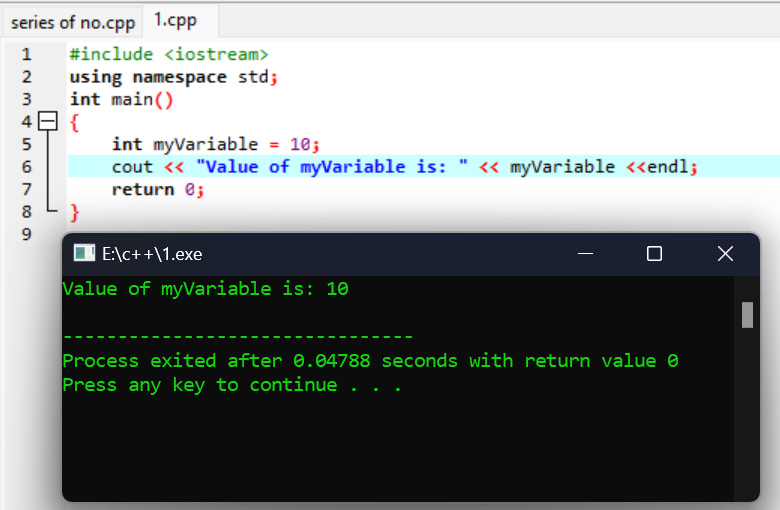 series of no.cpp 1.cpp
1 #include <iostream>
2 using namespace std;
3 int main()
4 {
5 int myVariable = 10;
6 cout << "Value of myVariable is: " << myVariable <<endl;
7 return 0;
8 }
9
E:\c++\1.exe
Value of myVariable is: 10
--------------------------------
Process exited after 0.04788 seconds with return value 0
Press any key to continue . . .